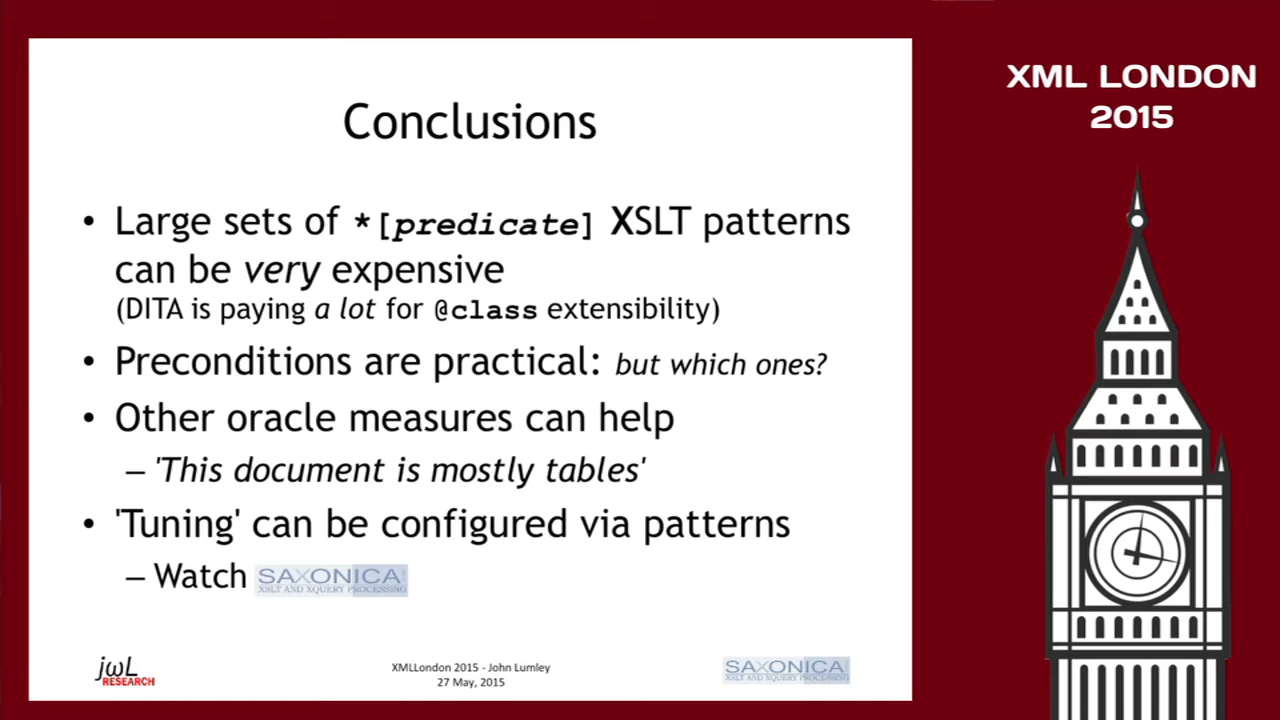 Conclusions
• Large sets of *[predicate] XSLT patterns
can be very expensive
(DITA is paying a lot for @class extensibility)
• Preconditions are practical: but which ones?
• Other oracle measures can help
– 'This document is mostly tables'
• 'Tuning' can be configured via patterns
– Watch SAXONICA
XSLT AND XQUERY PROCESSING
jwL
RESEARCH
XMLLondon 2015 - John Lumley
27 May, 2015
SAXONICA
XSLT AND XQUERY PROCESSING
XML LONDON
2015